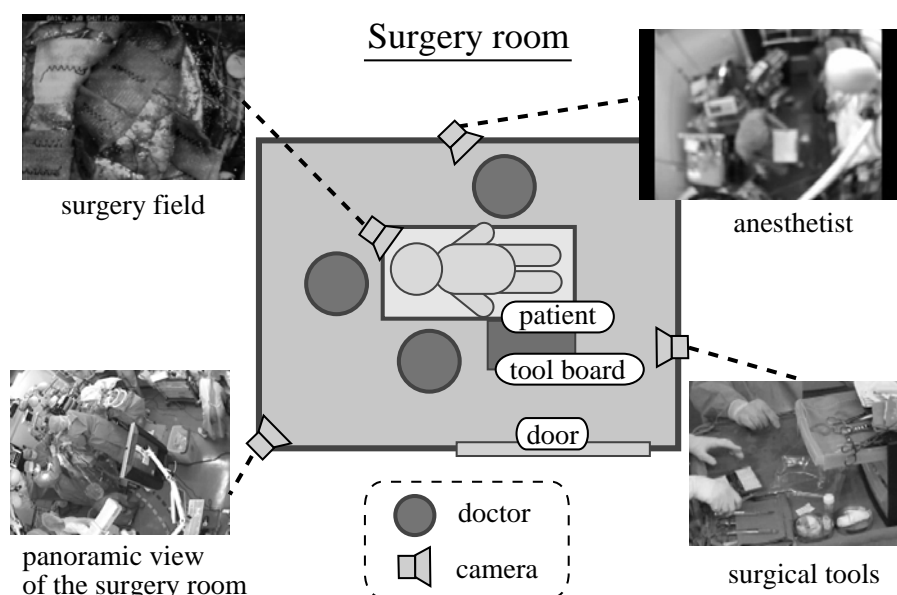 Surgery room
surgery field
anesthetist
patient
tool board
door
panoramic view
of the surgery room
doctor
camera
surgical tools